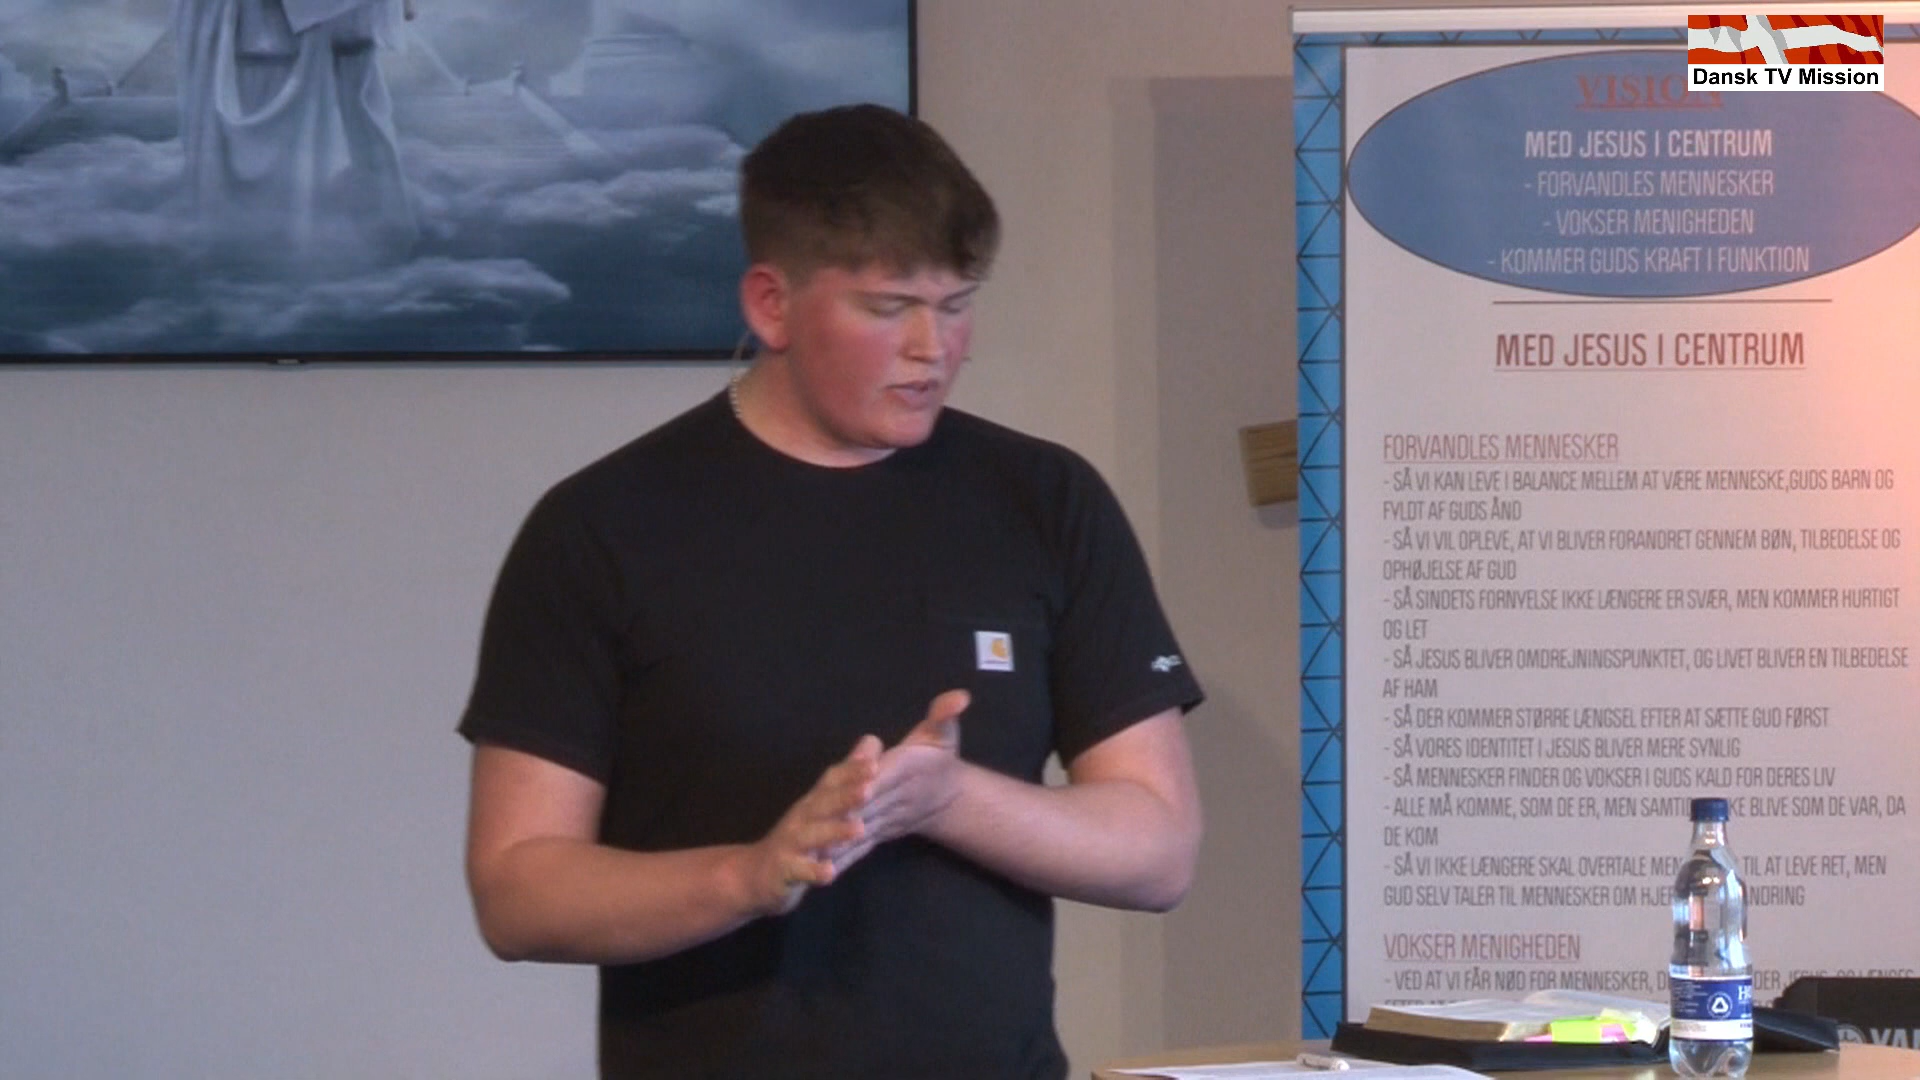 Dansk TV Mission
VISION
MED JESUS I CENTRUM
- FORVANDLES MENNESKER
- VOKSER MENIGHEDEN
- KOMMER GUDS KRAFT I FUNKTION
MED JESUS I CENTRUM
FORVANDLES MENNESKER
- SÅ VI KAN LEVE I BALANCE MELLEM AT VÆRE MENNESKE,GUDS BARN OG
FYLDT AF GUDS ÅND
- SÅ VI VIL OPLEVE, AT VI BLIVER FORANDRET GENNEM BØN, TILBEDELSE OG
OPHØJELSE AF GUD
- SÅ SINDETS FORNYELSE IKKE LÆNGERE ER SVÆR, MEN KOMMER HURTIGT
OG LET
- SÅ JESUS BLIVER OMDREJNINGSPUNKTET, OG LIVET BLIVER EN TILBEDELSE
AF HAM
- SÅ DER KOMMER STØRRE LÆNGSEL EFTER AT SÆTTE GUD FØRST
- SÅ VORES IDENTITET I JESUS BLIVER MERE SYNLIG
- SÅ MENNESKER FINDER OG VOKSER I GUDS KALD FOR DERES LIV
- ALLE MÅ KOMME, SOM DE ER, MEN BLIVE SOM DE VAR, DA
DE KOM
- SÅ VI IKKE LÆNGERE SKAL OVERTALE TIL AT LEVE RET, MEN
GUD SELV TALER TIL MENNESKER OM
VOKSER MENIGHEDEN
- VED AT VI FÅR NØD FOR MENNESKER,